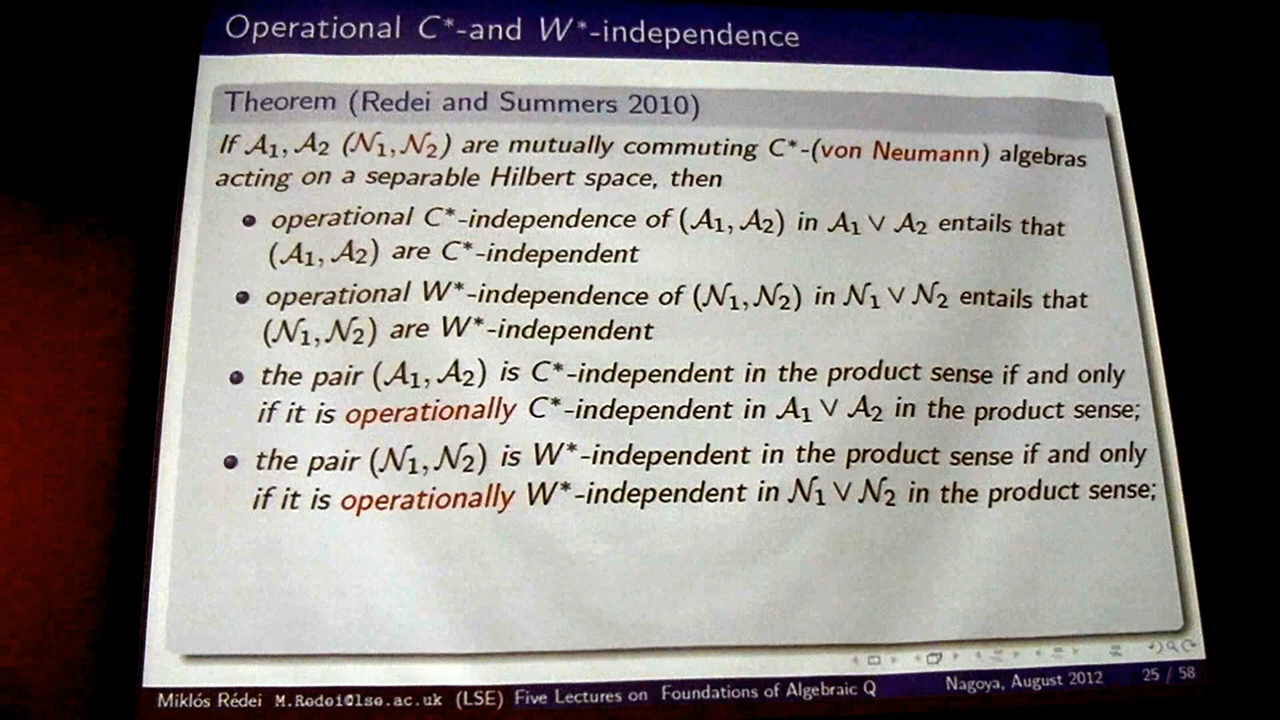 Operational C*-and W*-independence
Theorem (Redei and Summers 2010)
If A₁, A₂ (N₁, N₂) are mutually commuting C*-(von Neumann) algebras
acting on a separable Hilbert space, then
• operational C*-independence of (A₁, A₂) in A₁ ∨ A₂ entails that
(A₁, A₂) are C*-independent
• operational W*-independence of (N₁, N₂) in N₁ ∨ N₂ entails that
(N₁, N₂) are W*-independent
• the pair (A₁, A₂) is C*-independent in the product sense if and only
if it is operationally C*-independent in A₁ ∨ A₂ in the product sense;
• the pair (N₁, N₂) is W*-independent in the product sense if and only
if it is operationally W*-independent in N₁ ∨ N₂ in the product sense;
Miklós Rédei M.Redei@lse.ac.uk (LSE) Five Lectures on Foundations of Algebraic Q Nagoya, August 2012 25 / 58